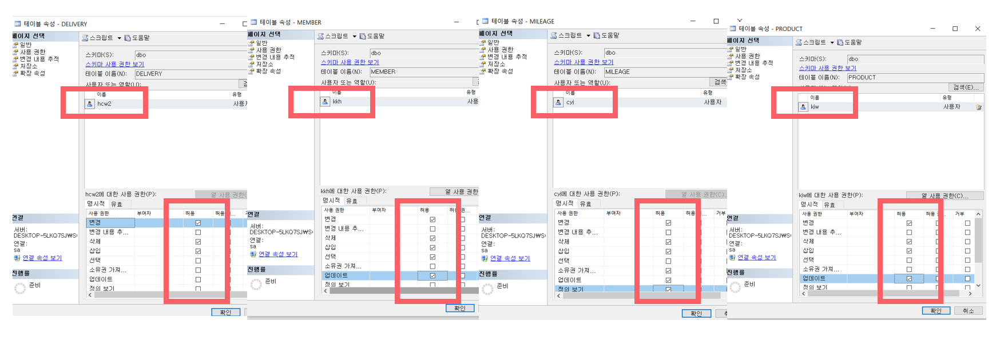 테이블 속성 - DELIVERY
페이지 선택
일반
사용 권한
변경 내용 추적
저장소
확장 속성
스크립트 도움말
스키마(S): dbo
스키마 사용 권한 보기
테이블 이름(N): DELIVERY
사용자 또는 역할(U):
이름 유형
hcw2
hcw2에 대한 사용 권한(P): 열 사용 권한(
명시적 유효
사용 권한 부여자 허용
변경
변경 내용 추...
삭제
삽입
선택
소유권 가져...
업데이트
정의 보기
연결
서버:
DESKTOP-5LKQ7SJ₩S
연결:
sa
연결 속성 보기
진행률
준비
확인
테이블 속성 - MEMBER
페이지 선택
일반
사용 권한
변경 내용 추적
저장소
확장 속성
스크립트 도움말
스키마(S): dbo
스키마 사용 권한 보기
테이블 이름(N): MEMBER
사용자 또는 역할(U):
이름 유형
kkh
kkh에 대한 사용 권한(P): 열 사용 권한
명시적 유효
사용 권한 부여자 허용
변경
변경 내용 추...
삭제
삽입
선택
소유권 가져...
업데이트
정의 보기
연결
서버:
DESKTOP-5LKQ7SJ₩S
연결:
sa
연결 속성 보기
진행률
준비
확인
테이블 속성 - MILEAGE
페이지 선택
일반
사용 권한
변경 내용 추적
저장소
확장 속성
스크립트 도움말
스키마(S): dbo
스키마 사용 권한 보기
테이블 이름(N): MILEAGE
사용자 또는 역할(U): 검색
이름 유형
cyi 사용자
cyi에 대한 사용 권한(P): 열 사용 권한(C)
명시적 유효
사용 권한 부여자 허용 거부
변경
변경 내용 추...
삭제
삽입
선택
소유권 가져...
업데이트
정의 보기
연결
서버:
DESKTOP-5LKQ7SJ₩S
연결:
sa
연결 속성 보기
진행률
준비
확인
테이블 속성 - PRODUCT
페이지 선택
일반
사용 권한
변경 내용 추적
저장소
확장 속성
스크립트 도움말
스키마(S): dbo
스키마 사용 권한 보기
테이블 이름(N): PRODUCT
검색(E)...
이름 유형
kjw 사용자
kjw에 대한 사용 권한(P): 열 사용 권한(C)...
명시적 유효
사용 권한 부여자 허용 거부
변경
변경 내용 추...
삭제
삽입
선택
소유권 가져...
업데이트
정의 보기
연결
서버:
DESKTOP-5LKQ7SJ₩S
연결:
sa
연결 속성 보기
진행률
준비
확인 취소